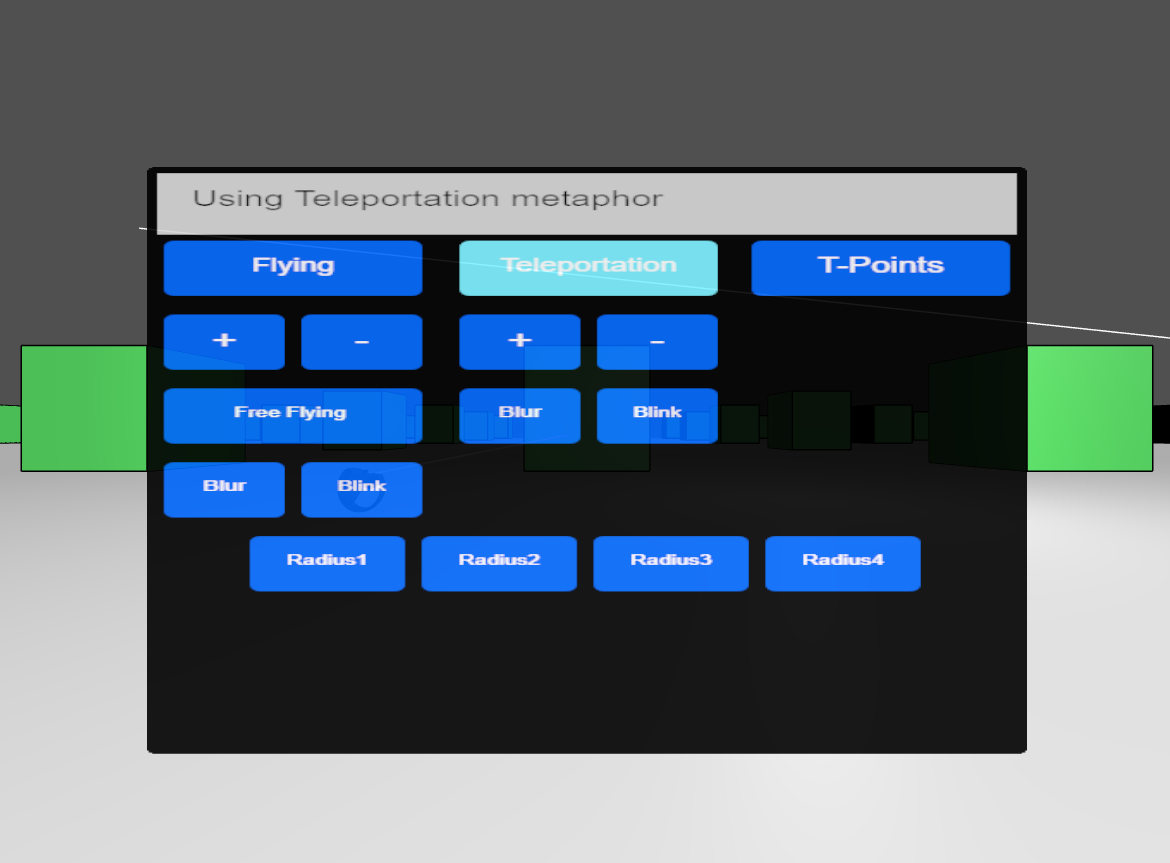 Using Teleportation metaphor
Flying Teleportation T-Points
+ - + -
Free Flying Blur Blink
Blur Blink
Radius1 Radius2 Radius3 Radius4